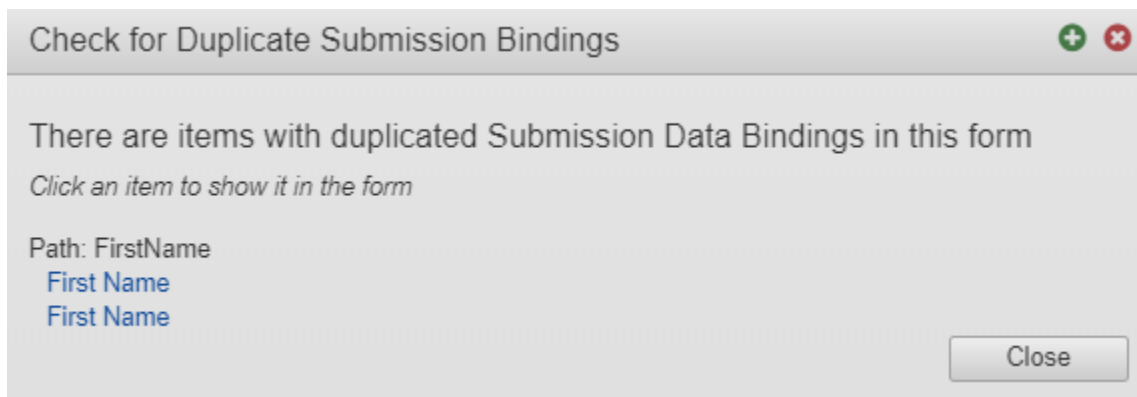 Check for Duplicate Submission Bindings
There are items with duplicated Submission Data Bindings in this form
Click an item to show it in the form
Path: FirstName
First Name
First Name
Close